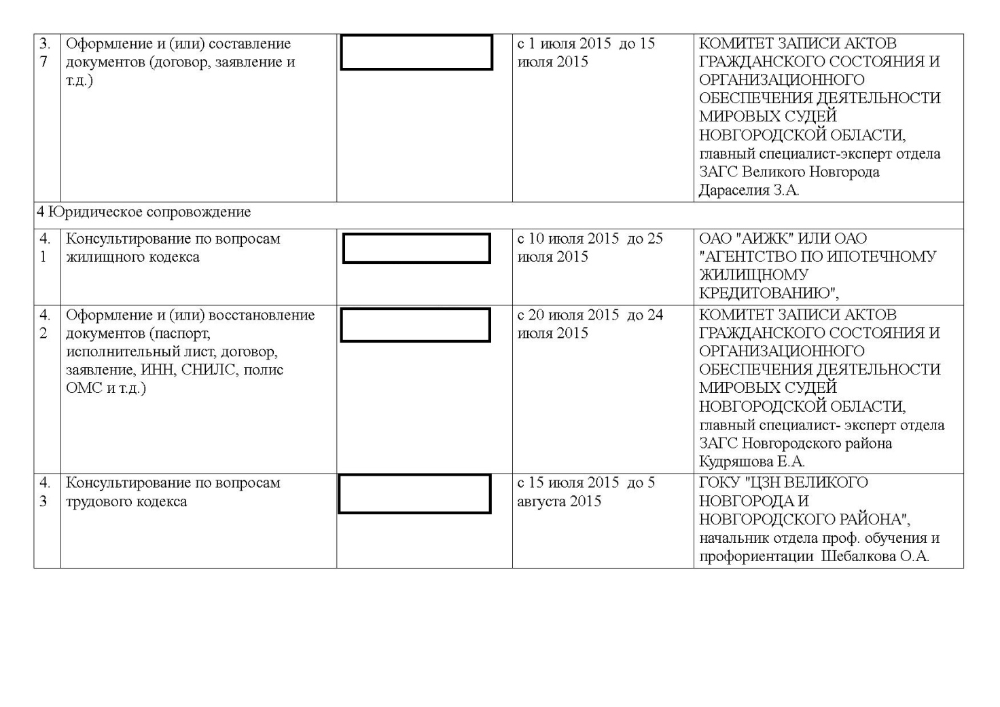 3.
7
Оформление и (или) составление
документов (договор, заявление и
т.д.)
с 1 июля 2015  до 15
июля 2015
КОМИТЕТ ЗАПИСИ АКТОВ
ГРАЖДАНСКОГО СОСТОЯНИЯ И
ОРГАНИЗАЦИОННОГО
ОБЕСПЕЧЕНИЯ ДЕЯТЕЛЬНОСТИ
МИРОВЫХ СУДЕЙ
НОВГОРОДСКОЙ ОБЛАСТИ,
главный специалист-эксперт отдела
ЗАГС Великого Новгорода
Дараселия З.А.
4 Юридическое сопровождение
4.
1
Консультирование по вопросам
жилищного кодекса
с 10 июля 2015  до 25
июля 2015
ОАО "АИЖК" ИЛИ ОАО
"АГЕНТСТВО ПО ИПОТЕЧНОМУ
ЖИЛИЩНОМУ
КРЕДИТОВАНИЮ",
4.
2
Оформление и (или) восстановление
документов (паспорт,
исполнительный лист, договор,
заявление, ИНН, СНИЛС, полис
ОМС и т.д.)
с 20 июля 2015  до 24
июля 2015
КОМИТЕТ ЗАПИСИ АКТОВ
ГРАЖДАНСКОГО СОСТОЯНИЯ И
ОРГАНИЗАЦИОННОГО
ОБЕСПЕЧЕНИЯ ДЕЯТЕЛЬНОСТИ
МИРОВЫХ СУДЕЙ
НОВГОРОДСКОЙ ОБЛАСТИ,
главный специалист- эксперт отдела
ЗАГС Новгородского района
Кудряшова Е.А.
4.
3
Консультирование по вопросам
трудового кодекса
с 15 июля 2015  до 5
августа 2015
ГОКУ "ЦЗН ВЕЛИКОГО
НОВГОРОДА И
НОВГОРОДСКОГО РАЙОНА",
начальник отдела проф. обучения и
профориентации  Шебалкова О.А.